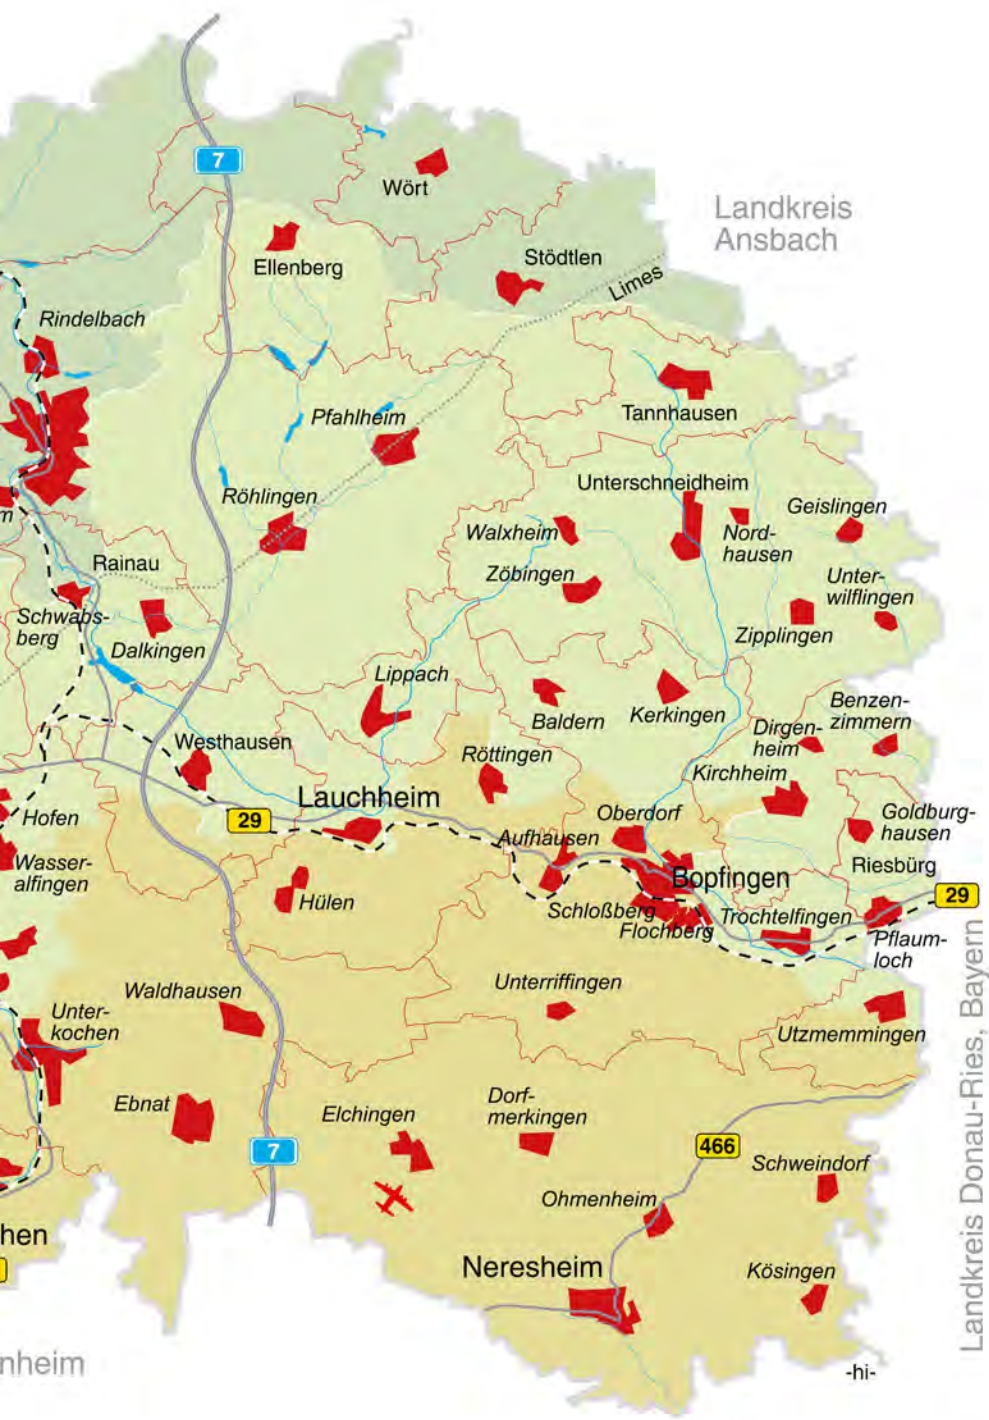 7
Wört
Landkreis
Ansbach
Ellenberg
Stödtlen
Limes
Rindelbach
Pfahlheim
Tannhausen
Röhlingen
Unterschneidheim
Geislingen
m
Walxheim
Nord-
hausen
Rainau
Zöbingen
Unter-
wilflingen
Schwabs-
berg
Dalkingen
Zipplingen
Lippach
Baldern
Kerkingen
Benzen-
zimmern
Dirgen-
heim
Westhausen
Röttingen
Kirchheim
Lauchheim
Hofen
29
Oberdorf
Goldburg-
hausen
Aufhausen
Wasser-
alfingen
Riesbürg
Bopfingen
29
Hülen
Schloßberg
Flochberg
Trochtelfingen
Pflaum-
loch
Waldhausen
Unterriffingen
Unter-
kochen
Utzmemmingen
Landkreis Donau-Ries, Bayern
Ebnat
Elchingen
Dorf-
merkingen
7
466
Schweindorf
Ohmenheim
hen
Neresheim
Kösingen
nheim
-hi-